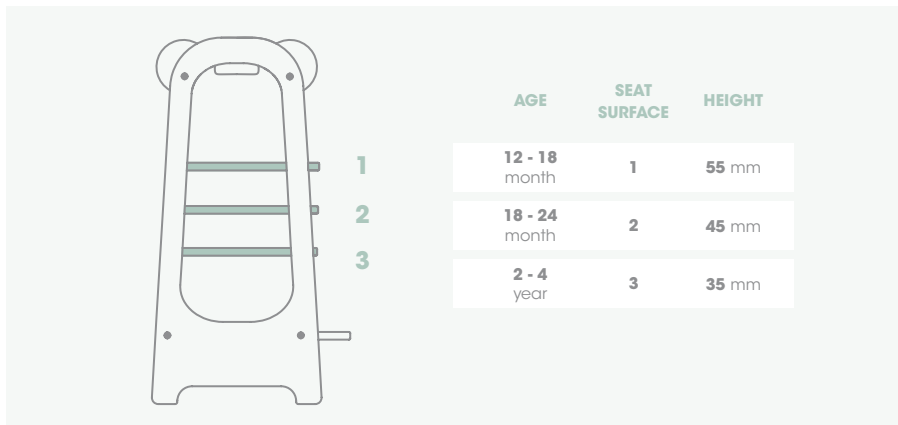 1
2
3
AGE SEAT SURFACE HEIGHT
12 - 18 month 1 55 mm
18 - 24 month 2 45 mm
2 - 4 year 3 35 mm